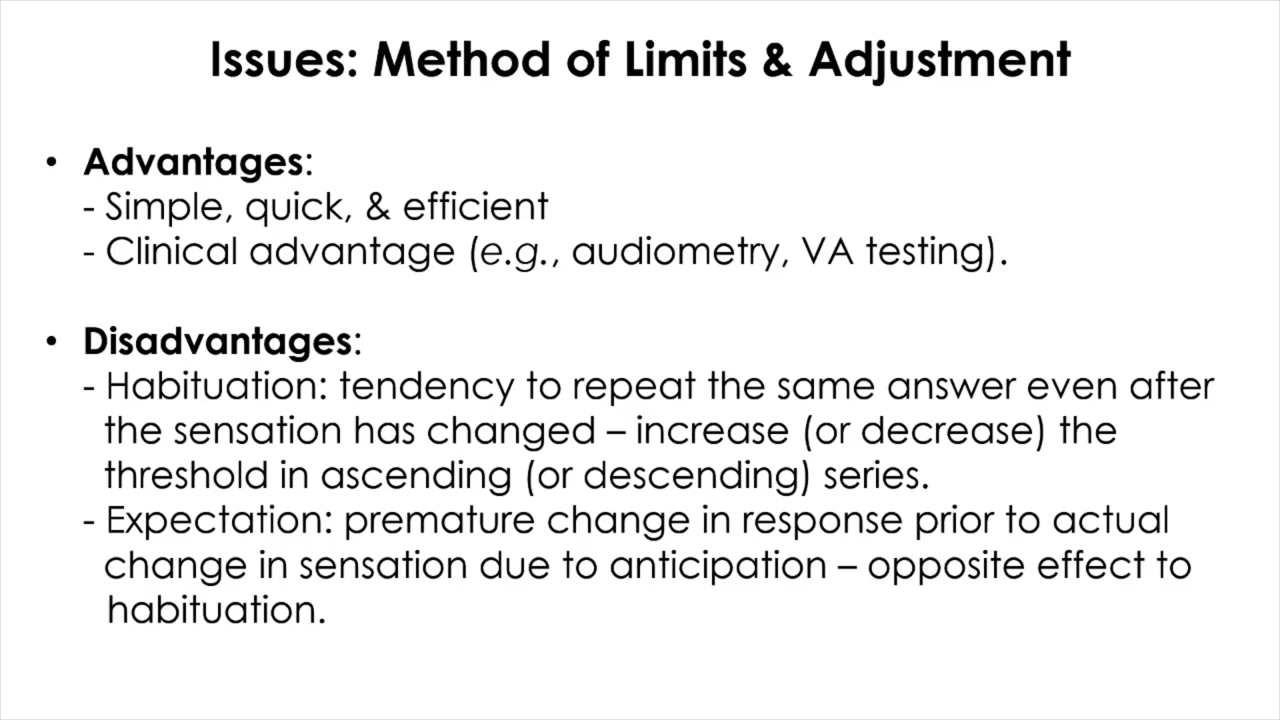 Issues: Method of Limits & Adjustment
• Advantages:
- Simple, quick, & efficient
- Clinical advantage (e.g., audiometry, VA testing).
• Disadvantages:
- Habituation: tendency to repeat the same answer even after
the sensation has changed – increase (or decrease) the
threshold in ascending (or descending) series.
- Expectation: premature change in response prior to actual
change in sensation due to anticipation – opposite effect to
habituation.